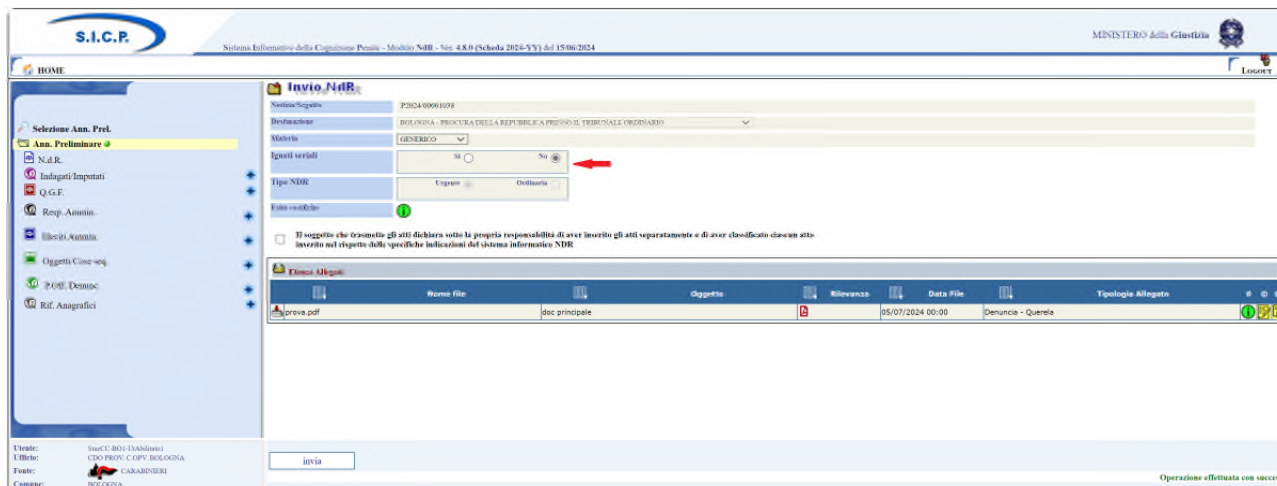 S.I.C.P.
Sistema Informativo della Cognizione Penale - Modulo NdR - Ver. 4.8.0 (Scheda 2024-YY) del 15/06/2024
MINISTERO della Giustizia
HOME
LOGOUT
Invio NdR
Notizia/Seguito P2024/00001038
Destinazione BOLOGNA - PROCURA DELLA REPUBBLICA PRESSO IL TRIBUNALE ORDINARIO
Materia GENERICO
Ignoti seriali Sì No
Tipo NDR Urgente Ordinaria
Esito verifiche
Selezione Ann. Prel.
Ann. Preliminare
N.d.R.
Indagati/Imputati
Q.G.F.
Resp. Ammin.
Illeciti Ammin.
Oggetti/Cose seq.
P.Off. Denunc.
Rif. Anagrafici
Il soggetto che trasmette gli atti dichiara sotto la propria responsabilità di aver inserito gli atti separatamente e di aver classificato ciascun atto
inserito nel rispetto delle specifiche indicazioni del sistema informatico NDR
Elenco Allegati
Nome file Oggetto Rilevanza Data File Tipologia Allegato
prova.pdf doc principale 05/07/2024 00:00 Denuncia - Querela
Utente:
Ufficio: CDO PROV. C.OPV. BOLOGNA
Fonte: CARABINIERI
Comune: BOLOGNA
invia
Operazione effettuata con succe